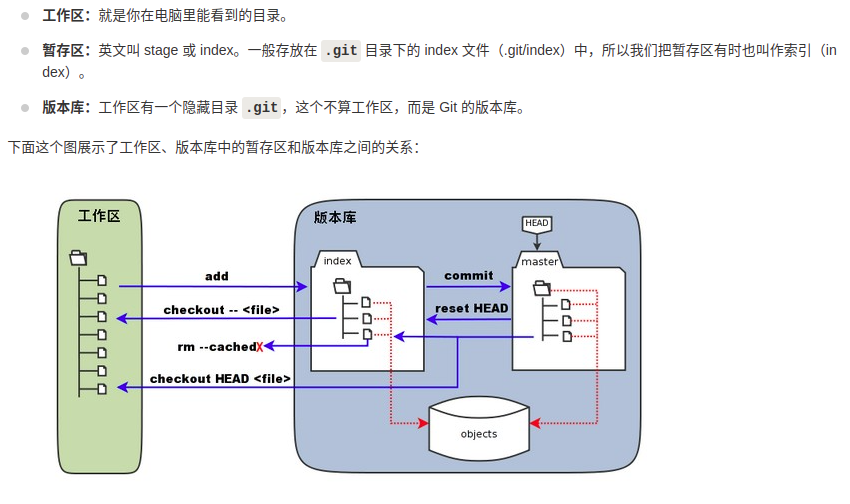 工作区：就是你在电脑里能看到的目录。
暂存区：英文叫 stage 或 index。一般存放在 .git 目录下的 index 文件（.git/index）中，所以我们把暂存区有时也叫作索引（in
dex）。
版本库：工作区有一个隐藏目录 .git，这个不算工作区，而是 Git 的版本库。
下面这个图展示了工作区、版本库中的暂存区和版本库之间的关系：
工作区
版本库
HEAD
index
master
add
commit
checkout -- <file>
reset HEAD
rm --cached
X
checkout HEAD <file>
objects